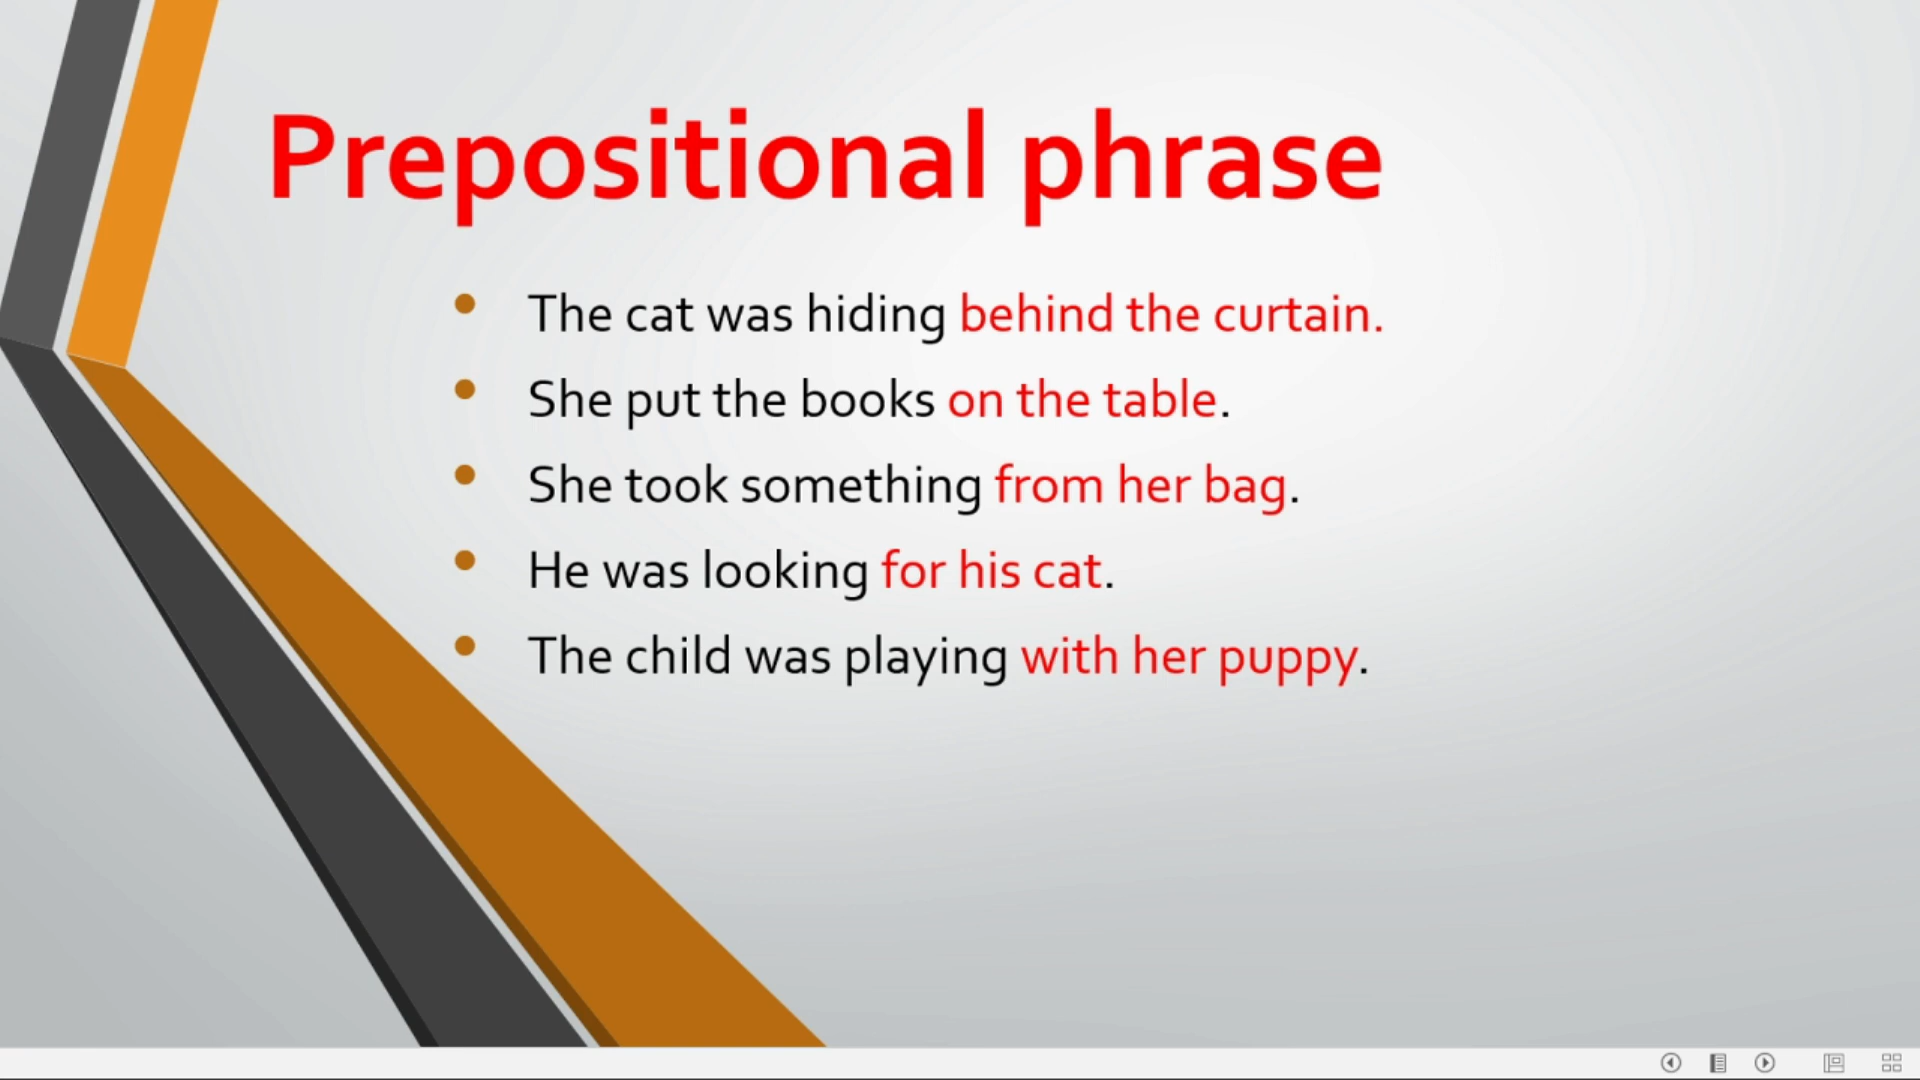 Prepositional phrase
The cat was hiding behind the curtain.
She put the books on the table.
She took something from her bag.
He was looking for his cat.
The child was playing with her puppy.